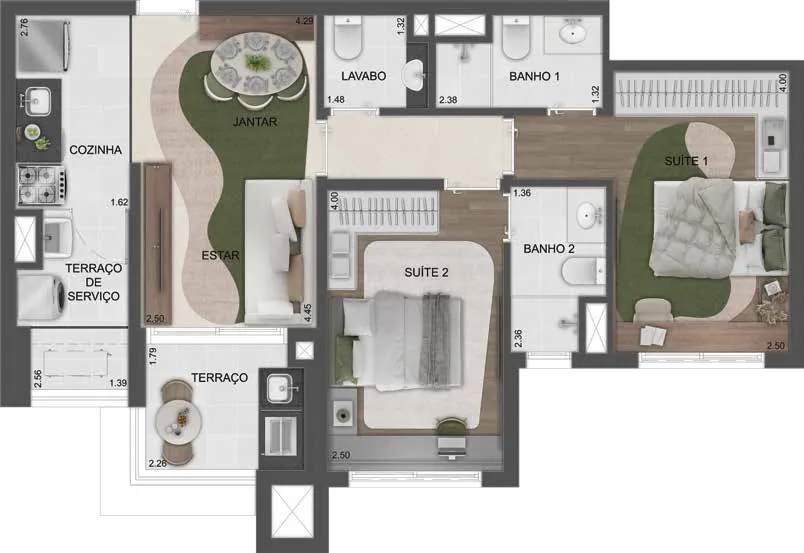 2.76
4.29
1.32
LAVABO
1.48
BANHO 1
2.38
1.32
4.00
JANTAR
COZINHA
1.62
SUÍTE 1
4.00
1.36
BANHO 2
ESTAR
SUÍTE 2
TERRAÇO
DE
SERVIÇO
2.50
4.45
2.36
2.50
1.79
2.56
1.39
TERRAÇO
2.26
2.50